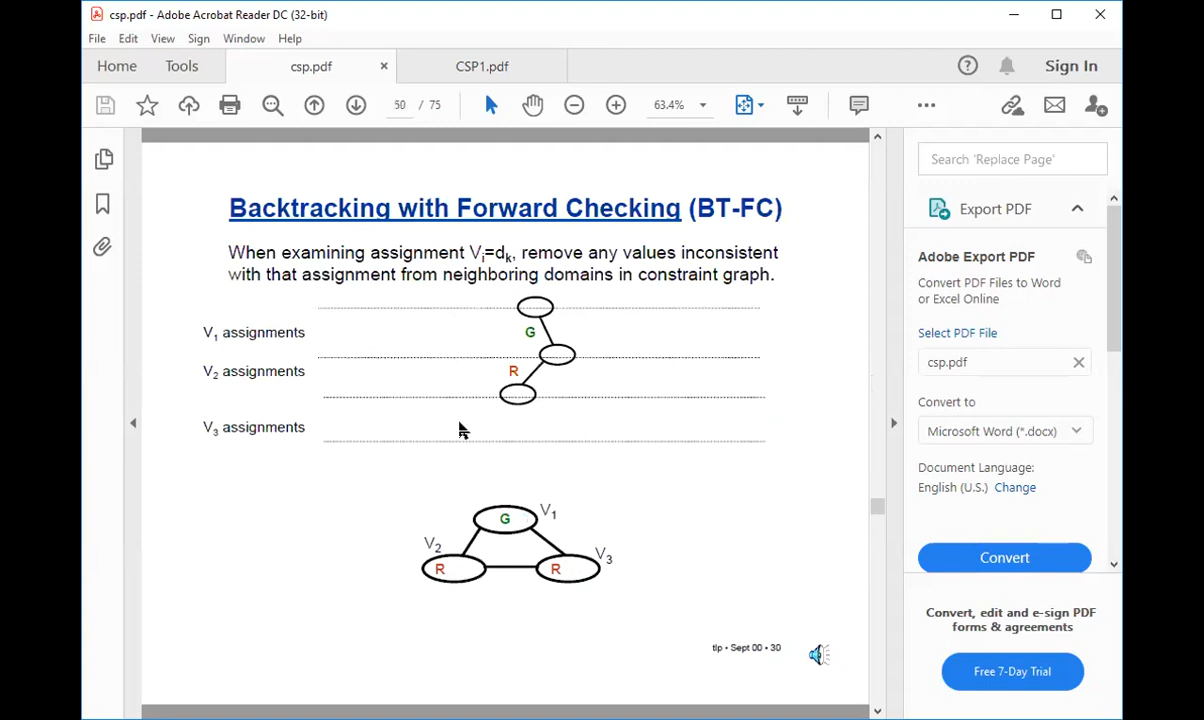 csp.pdf - Adobe Acrobat Reader DC (32-bit)
File Edit View Sign Window Help
Home Tools csp.pdf × CSP1.pdf Sign In
50 / 75 63.4%
Search 'Replace Page'
Backtracking with Forward Checking (BT-FC)
When examining assignment Vi=dk, remove any values inconsistent
with that assignment from neighboring domains in constraint graph.
V1 assignments
G
V2 assignments
R
V3 assignments
G V1
V2
V3
R R
tlp • Sept 00 • 30
Export PDF
Adobe Export PDF
Convert PDF Files to Word
or Excel Online
Select PDF File
csp.pdf
Convert to
Microsoft Word (*.docx)
Document Language:
English (U.S.) Change
Convert
Convert, edit and e-sign PDF
forms & agreements
Free 7-Day Trial